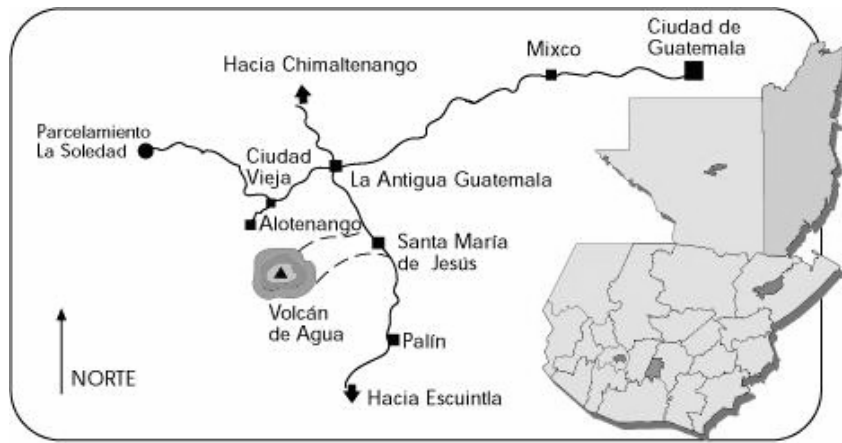 Ciudad de
Guatemala
Mixco
Hacia Chimaltenango
Parcelamiento
La Soledad
Ciudad
Vieja
La Antigua Guatemala
Alotenango
Santa María
de Jesús
Volcán
de Agua
Palín
NORTE
Hacia Escuintla